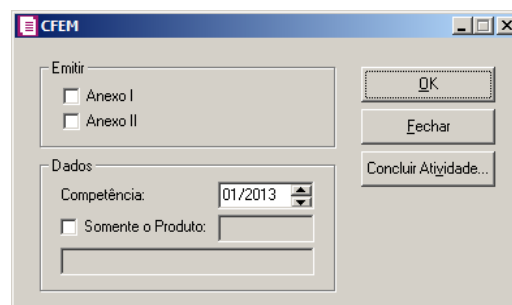 CFEM
Emitir
Anexo I
Anexo II
OK
Fechar
Concluir Atividade...
Dados
Competência: 01/2013
Somente o Produto: